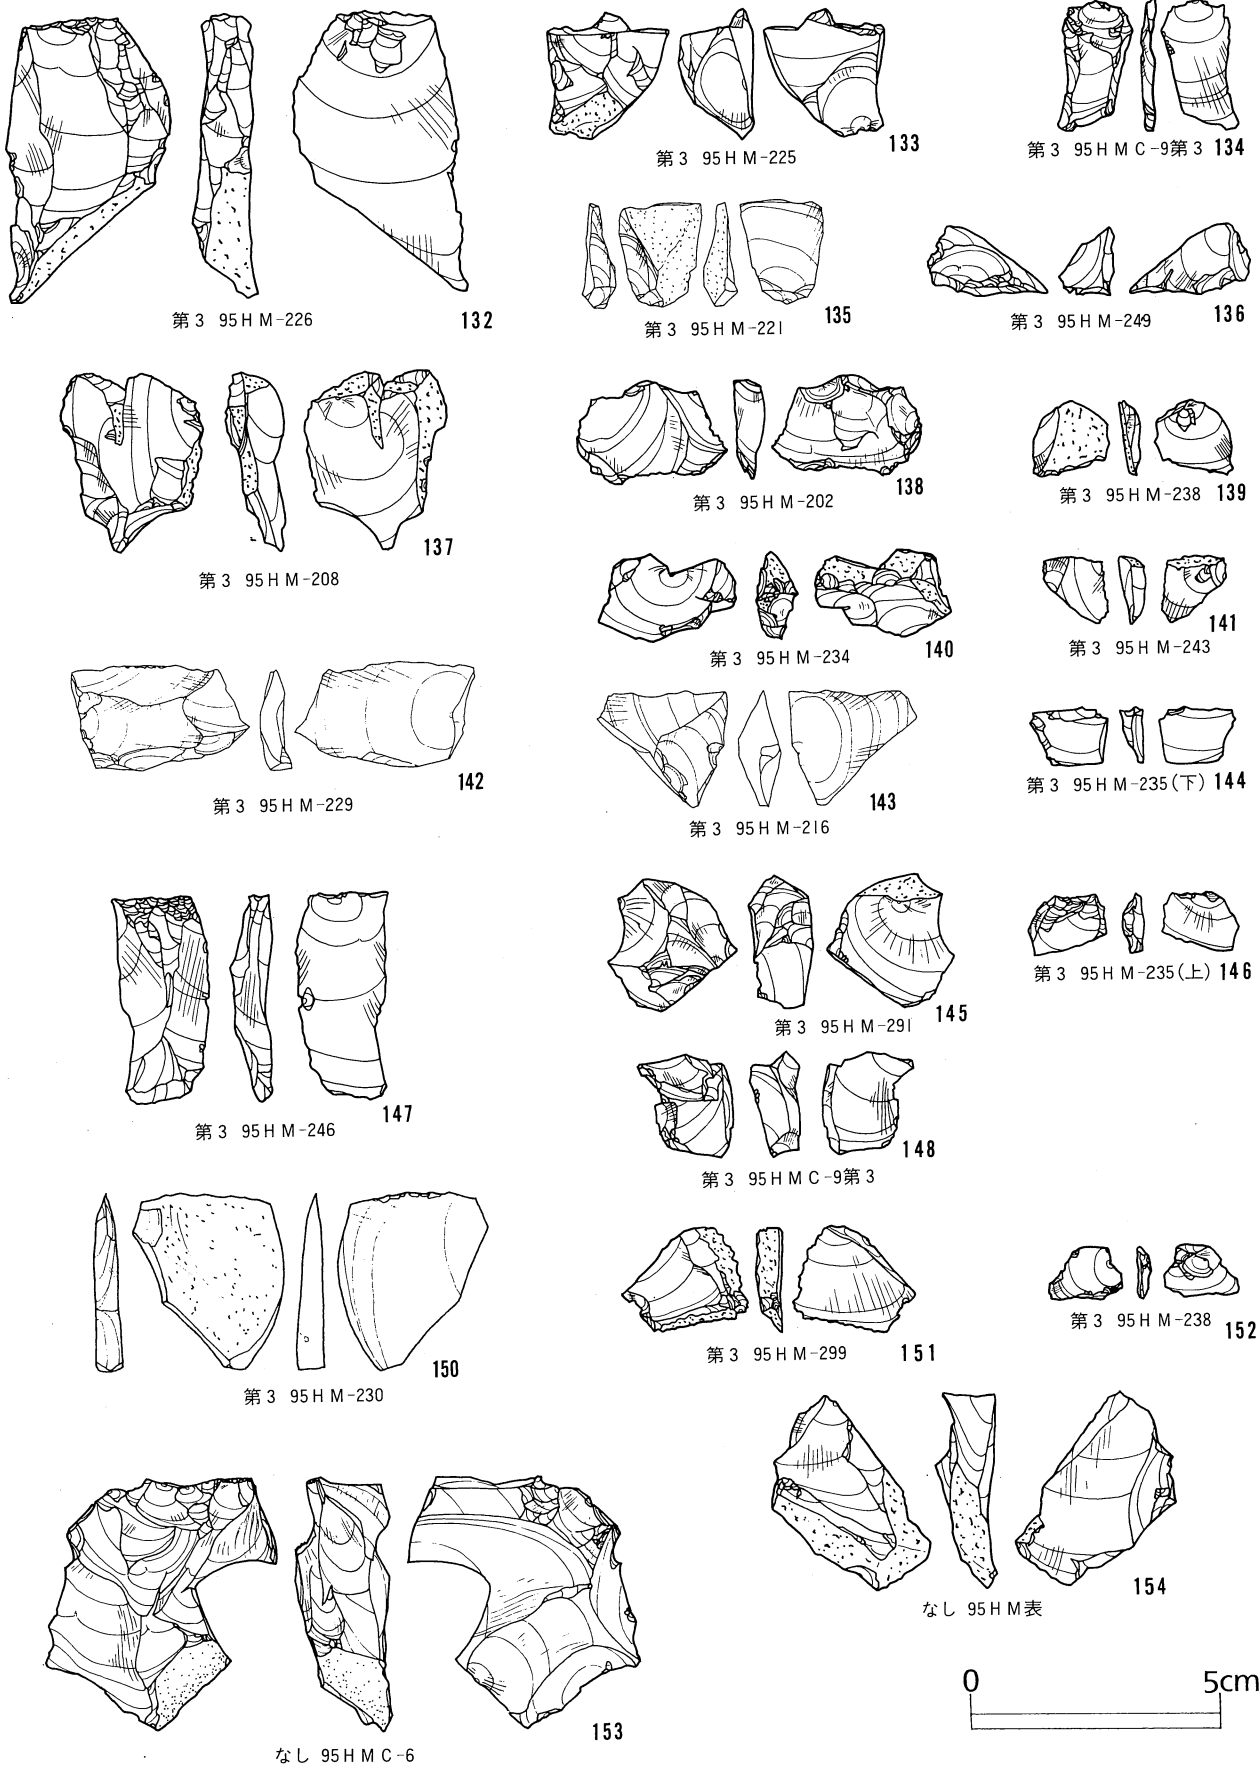 133
第3 95HM-225
134
第3 95HMC-9第3
132
第3 95HM-226
135
第3 95HM-221
136
第3 95HM-249
137
第3 95HM-208
138
第3 95HM-202
139
第3 95HM-238
140
第3 95HM-234
141
第3 95HM-243
142
第3 95HM-229
143
第3 95HM-216
144
第3 95HM-235(下)
145
第3 95HM-291
146
第3 95HM-235(上)
147
第3 95HM-246
148
第3 95HMC-9第3
150
第3 95HM-230
151
第3 95HM-299
152
第3 95HM-238
153
なし 95HMC-6
154
なし 95HM表
0 5cm